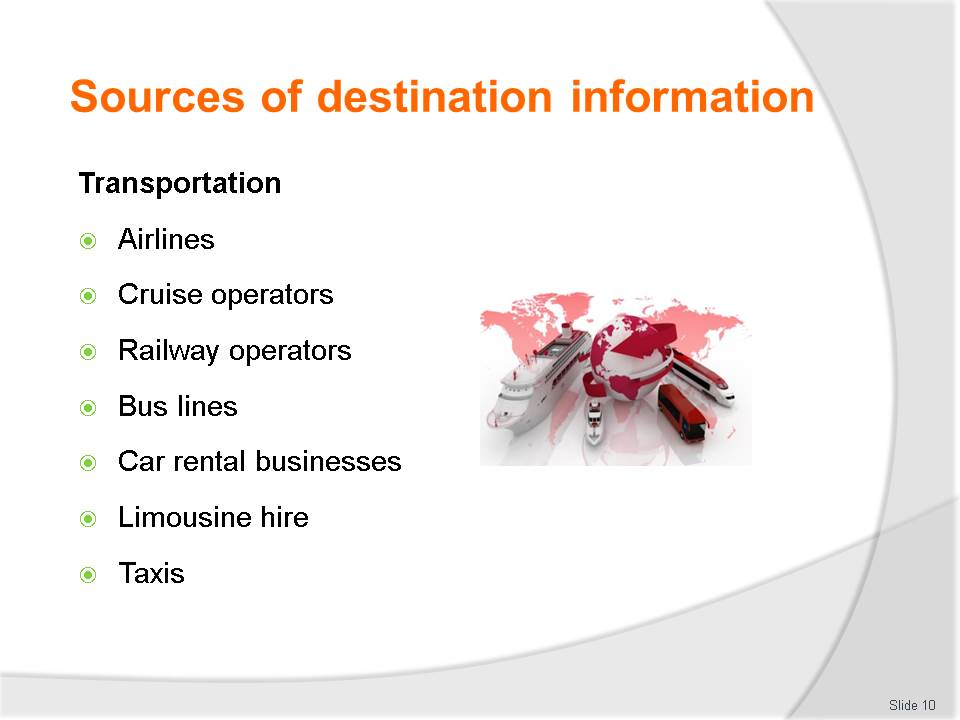 Sources of destination information
Transportation
Airlines
Cruise operators
Railway operators
Bus lines
Car rental businesses
Limousine hire
Taxis
Slide 10